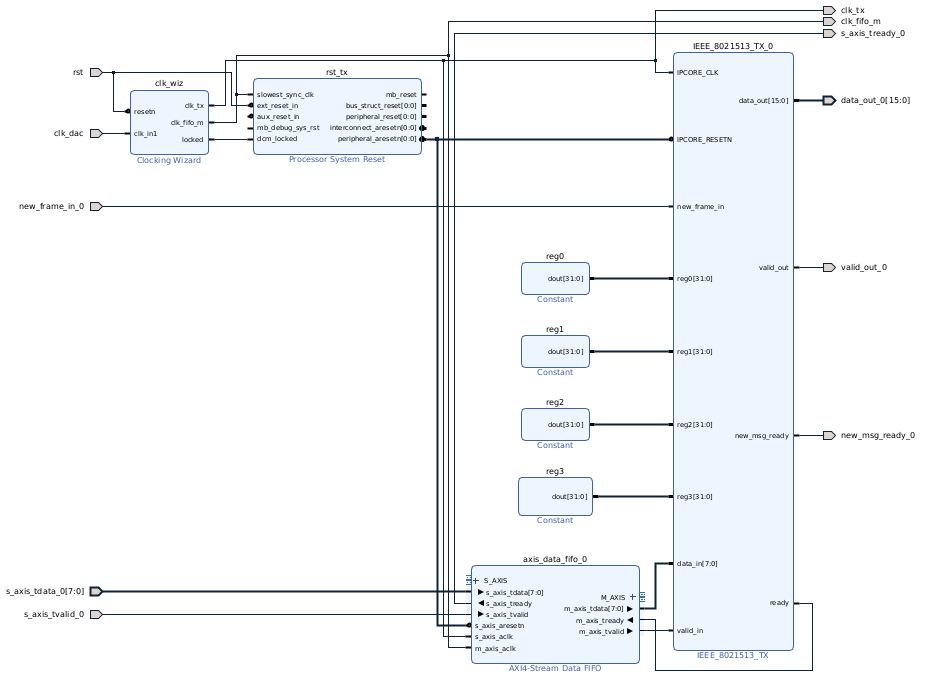 clk_tx
clk_fifo_m
s_axis_tready_0
IEEE_8021513_TX_0
rst
clk_wiz
rst_tx
IPCORE_CLK
resetn
clk_tx
clk_fifo_m
clk_in1
locked
Clocking Wizard
slowest_sync_clk
ext_reset_in
aux_reset_in
mb_debug_sys_rst
dcm_locked
mb_reset
bus_struct_reset[0:0]
peripheral_reset[0:0]
interconnect_aresetn[0:0]
peripheral_aresetn[0:0]
Processor System Reset
data_out[15:0]
data_out_0[15:0]
clk_dac
IPCORE_RESETN
new_frame_in_0
new_frame_in
reg0
dout[31:0]
Constant
reg0[31:0]
valid_out
valid_out_0
reg1
dout[31:0]
Constant
reg1[31:0]
reg2
dout[31:0]
Constant
reg2[31:0]
new_msg_ready
new_msg_ready_0
reg3
dout[31:0]
Constant
reg3[31:0]
axis_data_fifo_0
data_in[7:0]
s_axis_tdata_0[7:0]
s_axis_tvalid_0
S_AXIS
s_axis_tdata[7:0]
s_axis_tready
s_axis_tvalid
s_axis_aresetn
s_axis_aclk
m_axis_aclk
M_AXIS
m_axis_tdata[7:0]
m_axis_tready
m_axis_tvalid
AXI4-Stream Data FIFO
ready
valid_in
IEEE_8021513_TX